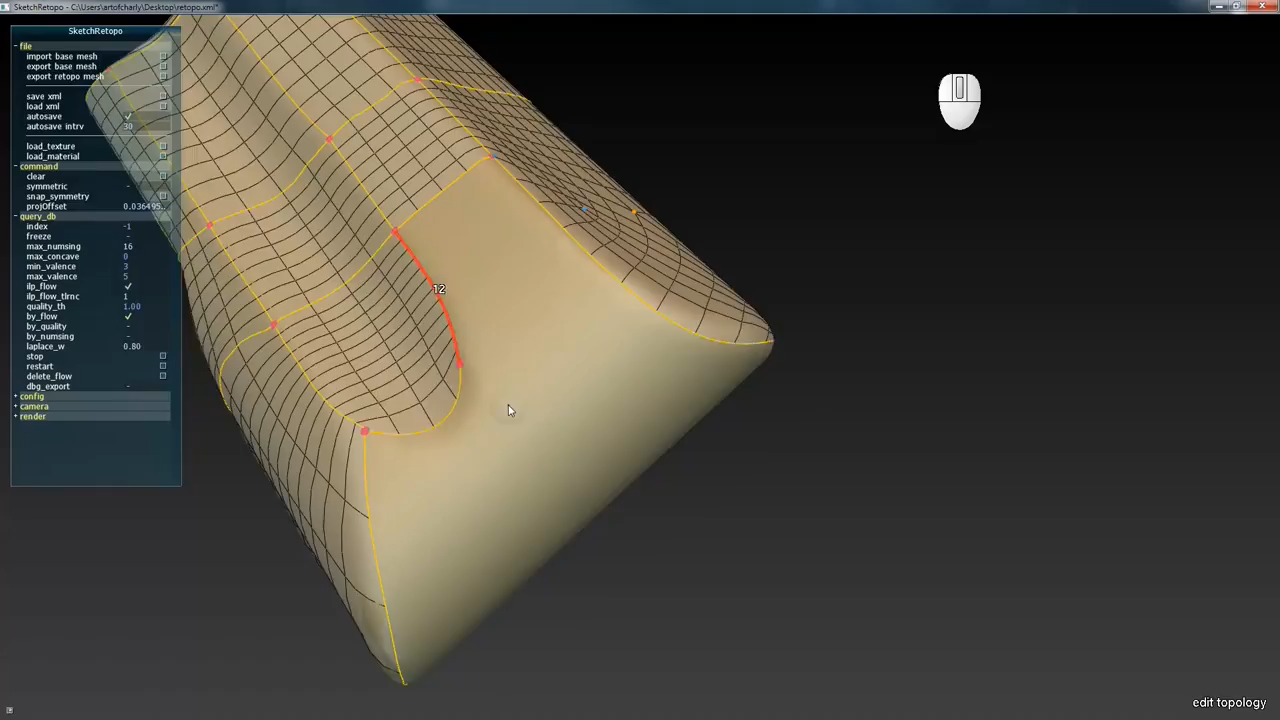 SketchRetopo - C:\Users\artofcharly\Desktop\retopo.xml*
SketchRetopo
- file
import base mesh
export base mesh
export retopo mesh
save xml
load xml
autosave
autosave intrv 30
load_texture
load_material
- command
clear
symmetric -
snap_symmetry
projOffset 0.036495..
- query_db
index -1
freeze -
max_numsing 16
max_concave 0
min_valence 3
max_valence 5
ilp_flow
ilp_flow_tlrnc 1
quality_th 1.00
by_flow
by_quality -
by_numsing -
laplace_w 0.80
stop
restart
delete_flow
dbg_export -
+ config
+ camera
+ render
12
edit topology